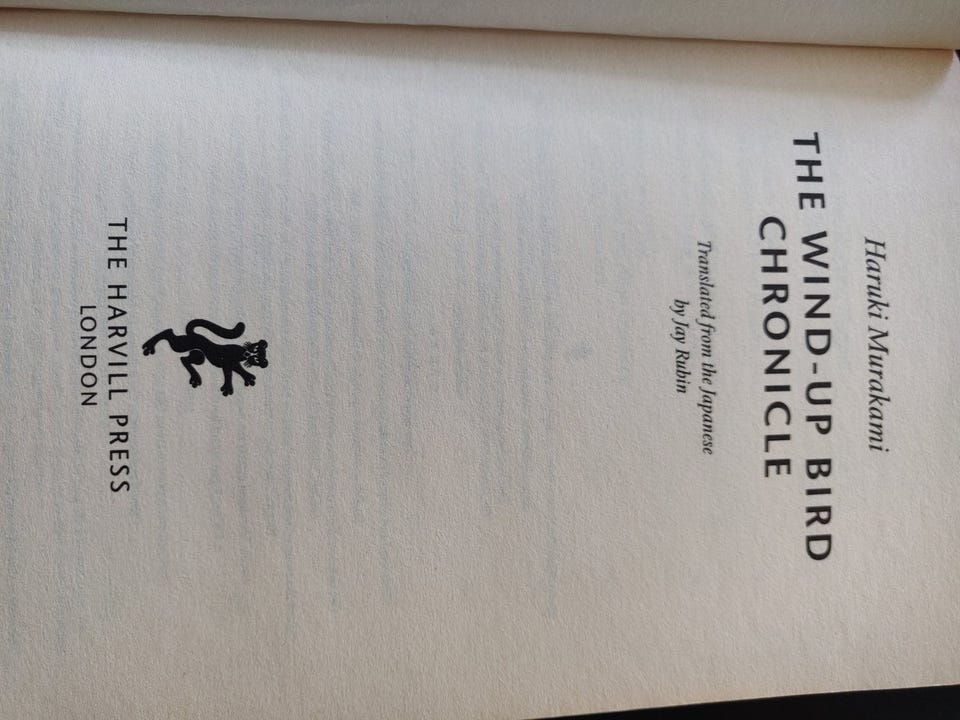 Haruki Murakami
THE WIND-UP BIRD
CHRONICLE
Translated from the Japanese
by Jay Rubin
THE HARVILL PRESS
LONDON